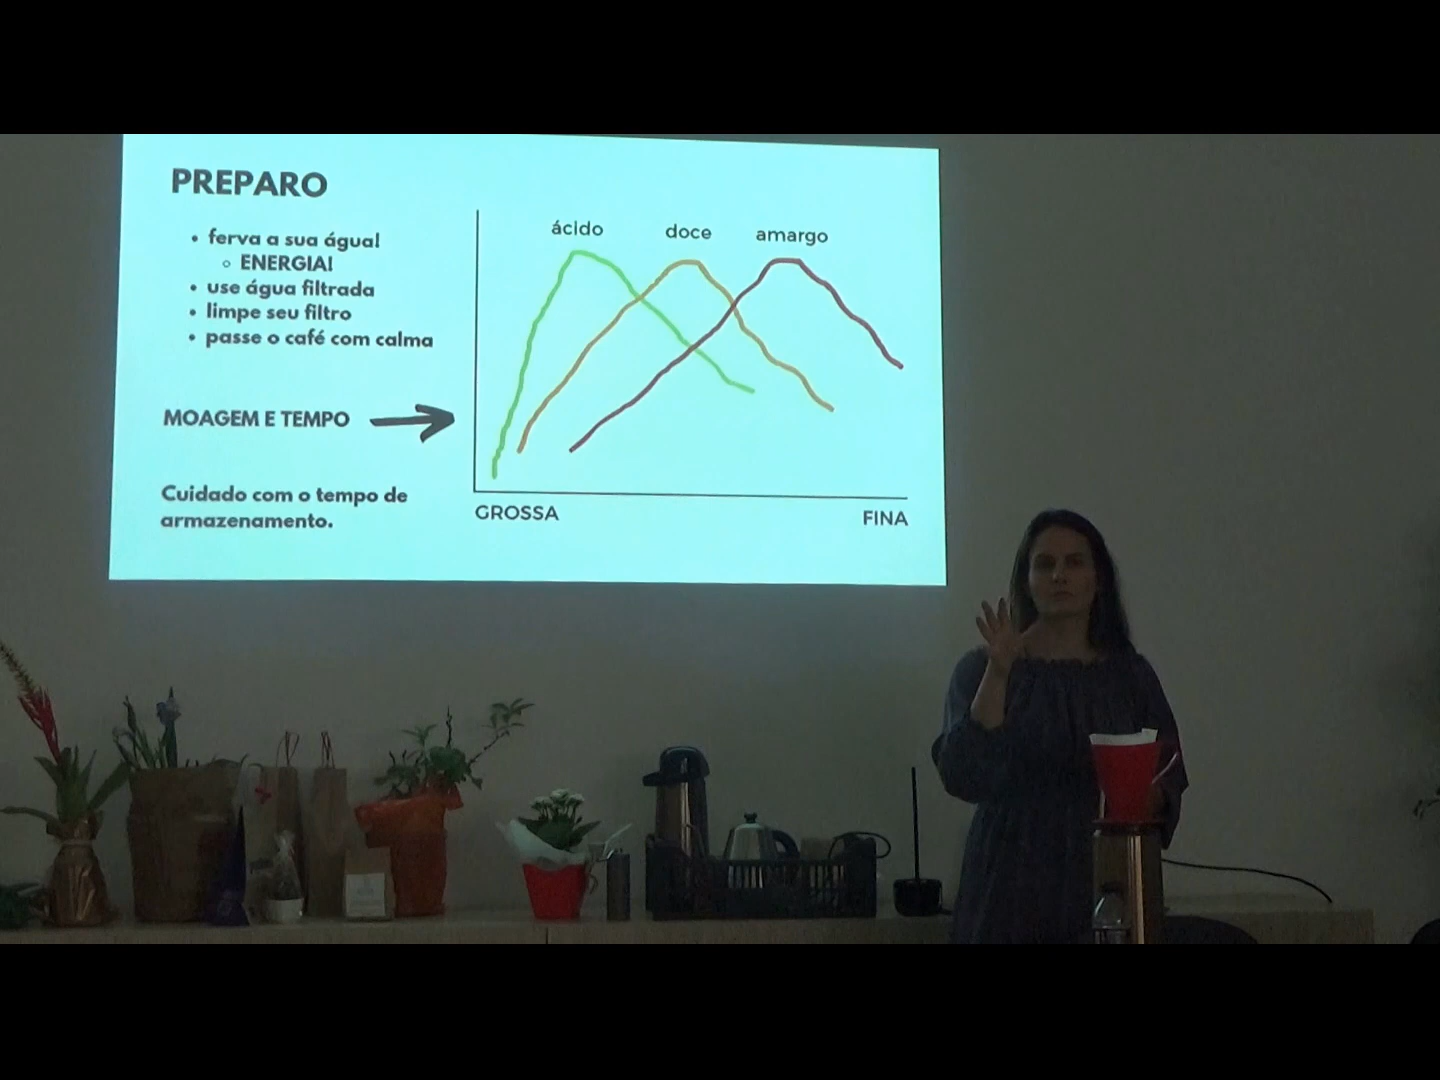 PREPARO
• ferva a sua água!
◦ ENERGIA!
• use água filtrada
• limpe seu filtro
• passe o café com calma
MOAGEM E TEMPO
Cuidado com o tempo de
armazenamento.
ácido doce amargo
GROSSA FINA